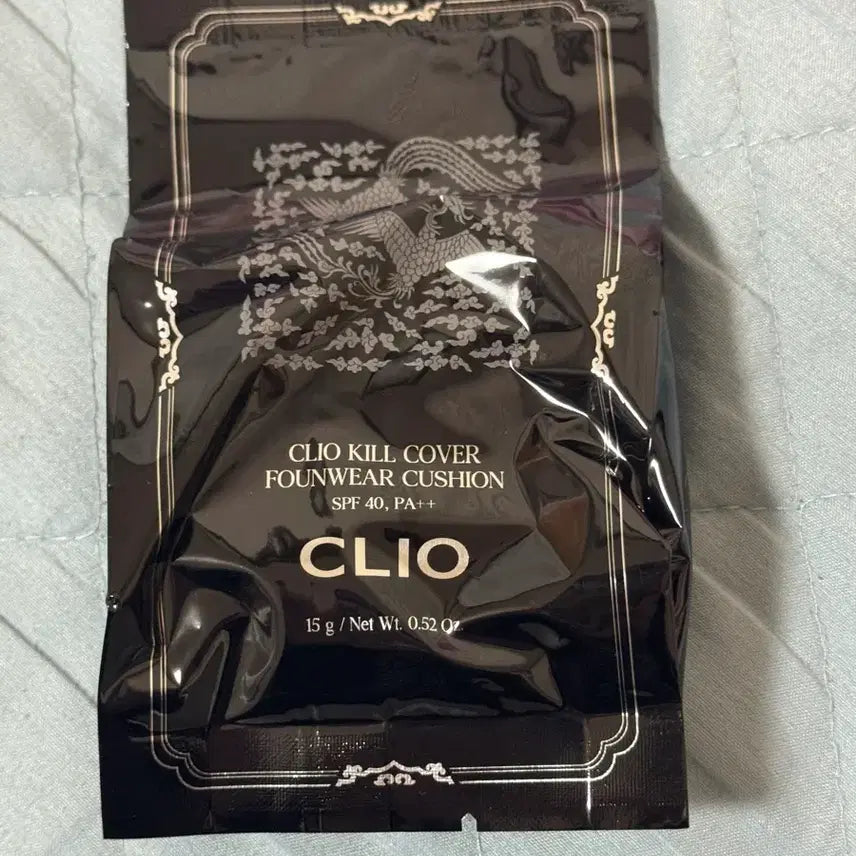 CLIO KILL COVER
FOUNWEAR CUSHION
SPF 40, PA++
CLIO
15 g / Net Wt. 0.52 Oz.